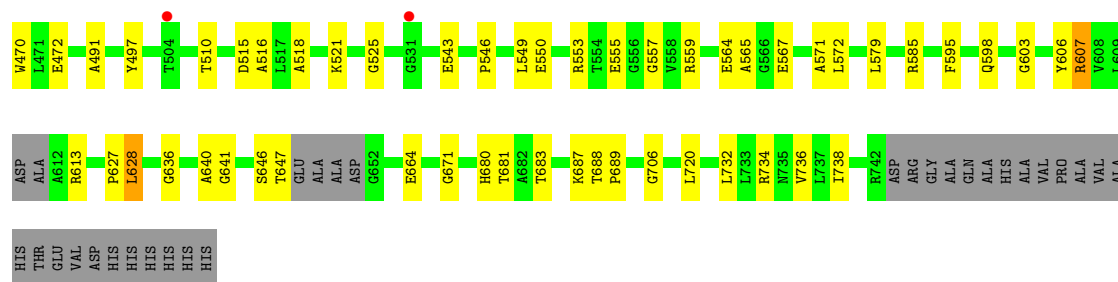 W470 L471 E472 A491 Y497 T504 T510 D515 A516 L517 A518 K521 G525 G531 E543 P546 L549 E550 R553 T554 E555 G556 G557 V558 R559 E564 A565 G566 E567 A571 L572 L579 R585 F595 Q598 G603 Y606 R607 V608 L609
ASP ALA A612 R613 P627 L628 G636 A640 G641 S646 T647 GLU ALA ALA ASP G652 E664 G671 H680 T681 A682 T683 K687 T688 P689 G706 L720 L732 L733 R734 N735 V736 L737 I738 R742 ASP ARG GLY ALA GLN ALA HIS ALA VAL PRO ALA VAL ALA
HIS THR GLU VAL ASP HIS HIS HIS HIS HIS HIS